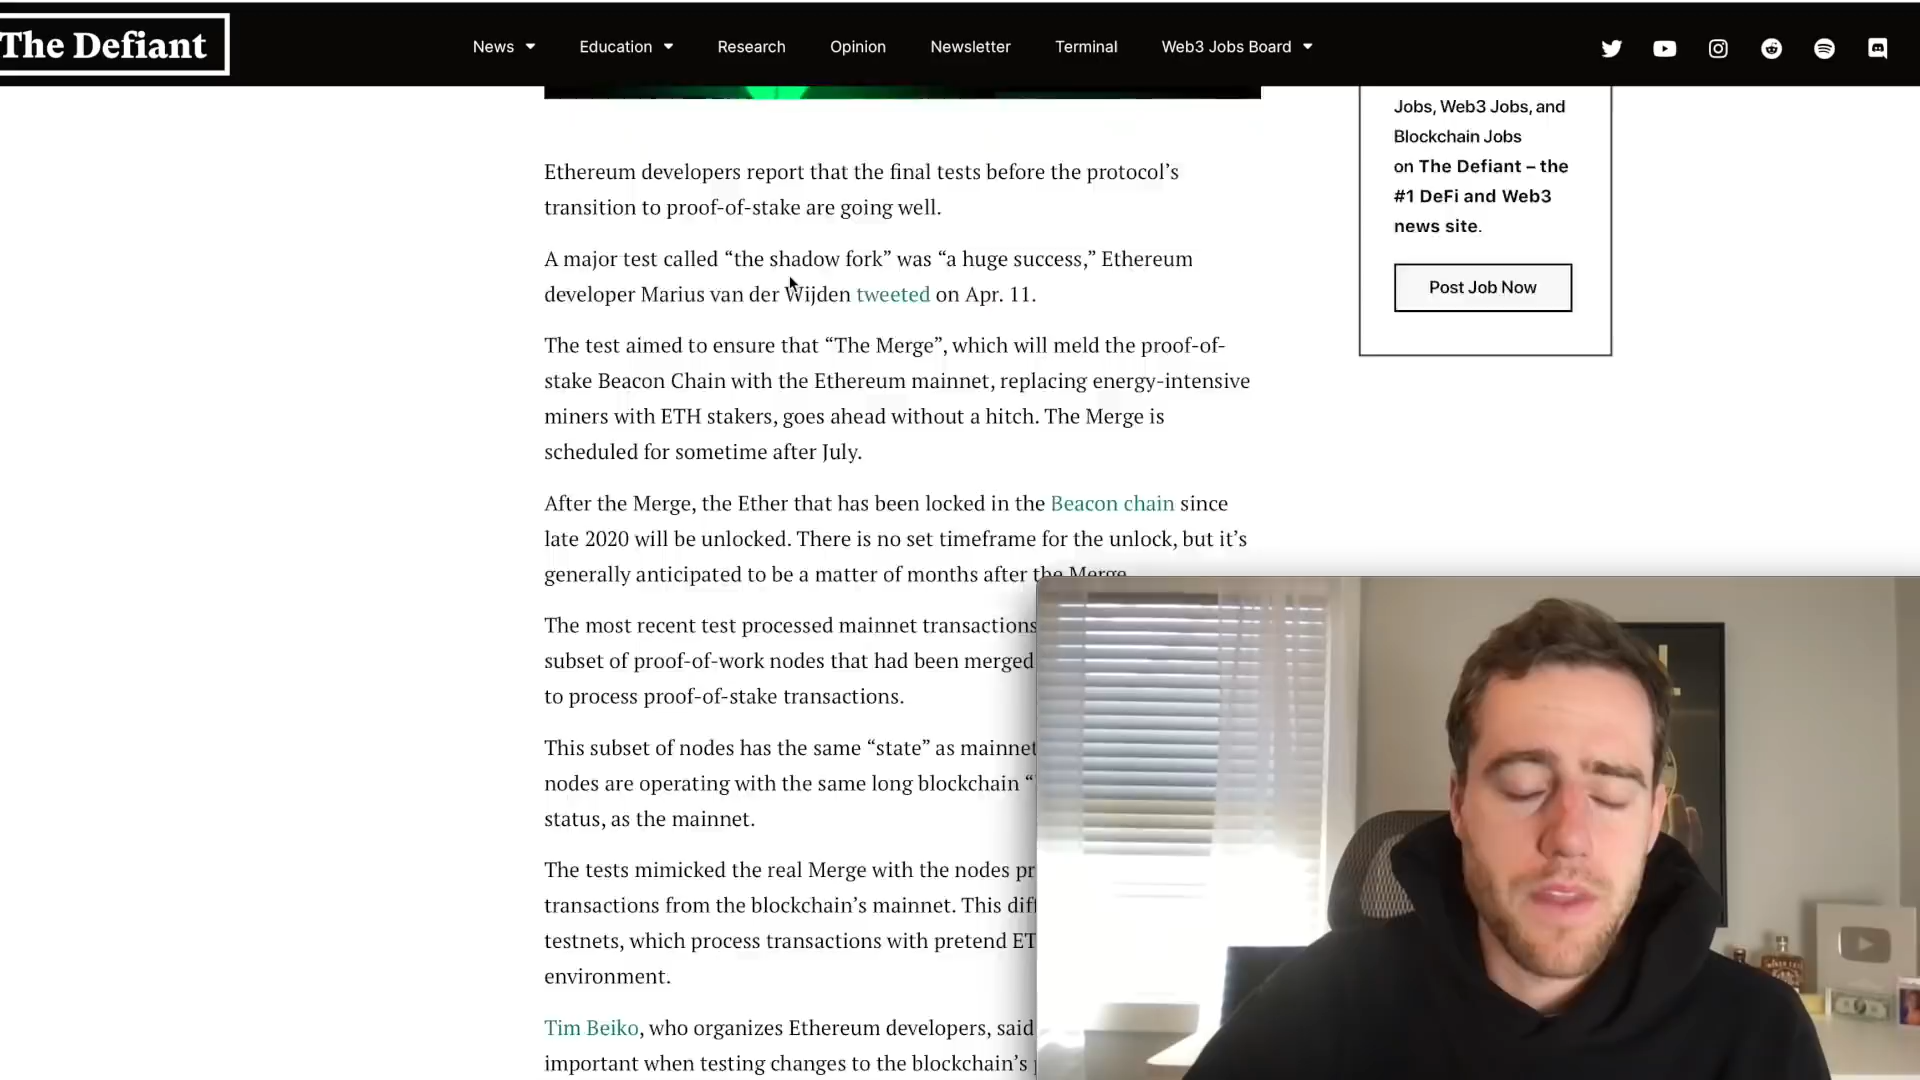 The Defiant
News Education Research Opinion Newsletter Terminal Web3 Jobs Board
Ethereum developers report that the final tests before the protocol’s
transition to proof-of-stake are going well.
A major test called “the shadow fork” was “a huge success,” Ethereum
developer Marius van der Wijden tweeted on Apr. 11.
The test aimed to ensure that “The Merge”, which will meld the proof-of-
stake Beacon Chain with the Ethereum mainnet, replacing energy-intensive
miners with ETH stakers, goes ahead without a hitch. The Merge is
scheduled for sometime after July.
After the Merge, the Ether that has been locked in the Beacon chain since
late 2020 will be unlocked. There is no set timeframe for the unlock, but it’s
generally anticipated to be a matter of months after the Merge
The most recent test processed mainnet transactions
subset of proof-of-work nodes that had been merged
to process proof-of-stake transactions.
This subset of nodes has the same “state” as mainnet
nodes are operating with the same long blockchain “
status, as the mainnet.
The tests mimicked the real Merge with the nodes pr
transactions from the blockchain’s mainnet. This dif
testnets, which process transactions with pretend ET
environment.
Tim Beiko, who organizes Ethereum developers, said
important when testing changes to the blockchain’s
Jobs, Web3 Jobs, and
Blockchain Jobs
on The Defiant – the
#1 DeFi and Web3
news site.
Post Job Now